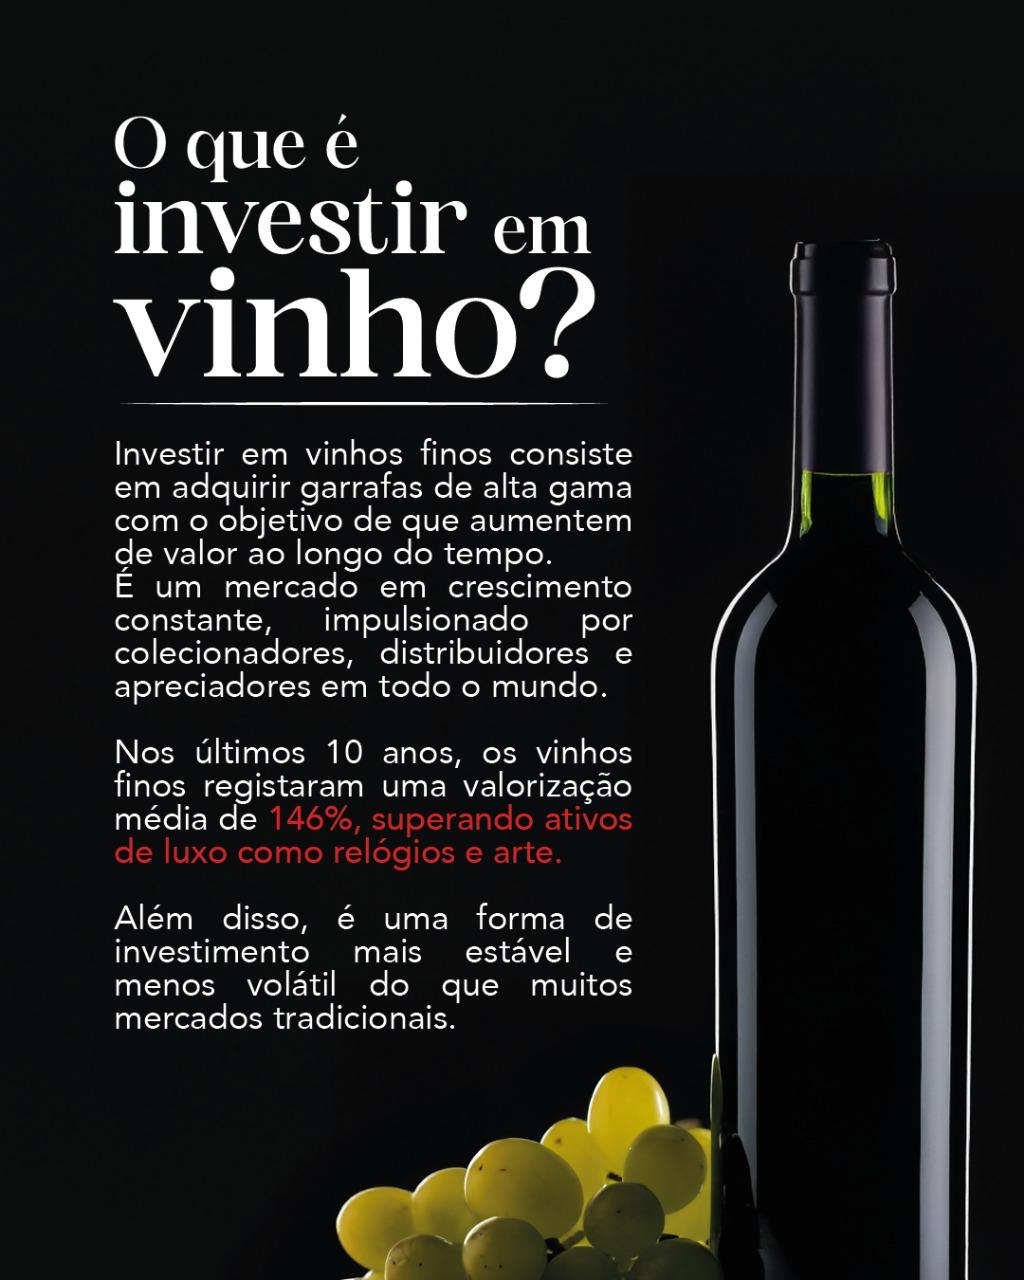 O que é
investir em
vinho?
Investir em vinhos finos consiste
em adquirir garrafas de alta gama
com o objetivo de que aumentem
de valor ao longo do tempo.
É um mercado em crescimento
constante, impulsionado por
colecionadores, distribuidores e
apreciadores em todo o mundo.
Nos últimos 10 anos, os vinhos
finos registaram uma valorização
média de 146%, superando ativos
de luxo como relógios e arte.
Além disso, é uma forma de
investimento mais estável e
menos volátil do que muitos
mercados tradicionais.